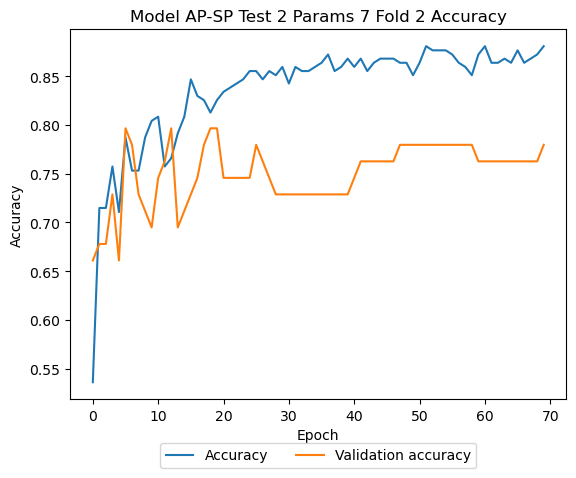 Model AP-SP Test 2 Params 7 Fold 2 Accuracy
Accuracy
0.85
0.80
0.75
0.70
0.65
0.60
0.55
0 10 20 30 40 50 60 70
Epoch
Accuracy Validation accuracy